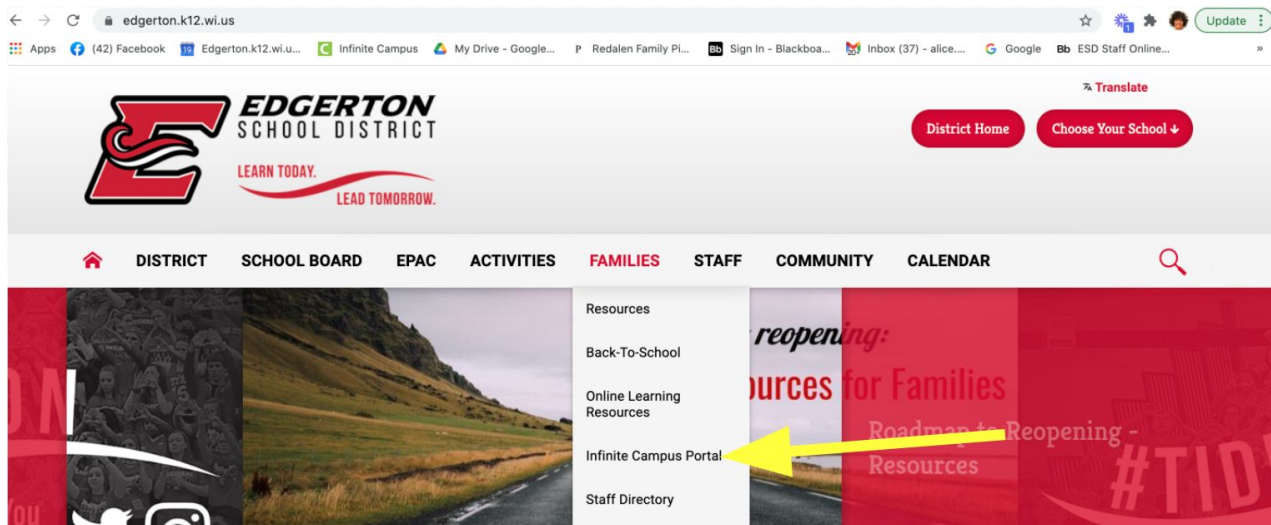 edgerton.k12.wi.us
Update
Apps (42) Facebook Edgerton.k12.wi.u... Infinite Campus My Drive - Google... Redalen Family Pi... Sign In - Blackboa... Inbox (37) - alice.... Google ESD Staff Online... »
Translate
EDGERTON
SCHOOL DISTRICT
LEARN TODAY.
LEAD TOMORROW.
District Home Choose Your School
DISTRICT SCHOOL BOARD EPAC ACTIVITIES FAMILIES STAFF COMMUNITY CALENDAR
Resources
Back-To-School
Online Learning
Resources
Infinite Campus Portal
Staff Directory
reopening:
ources for Families
Roadmap to Reopening -
Resources
#TID
You